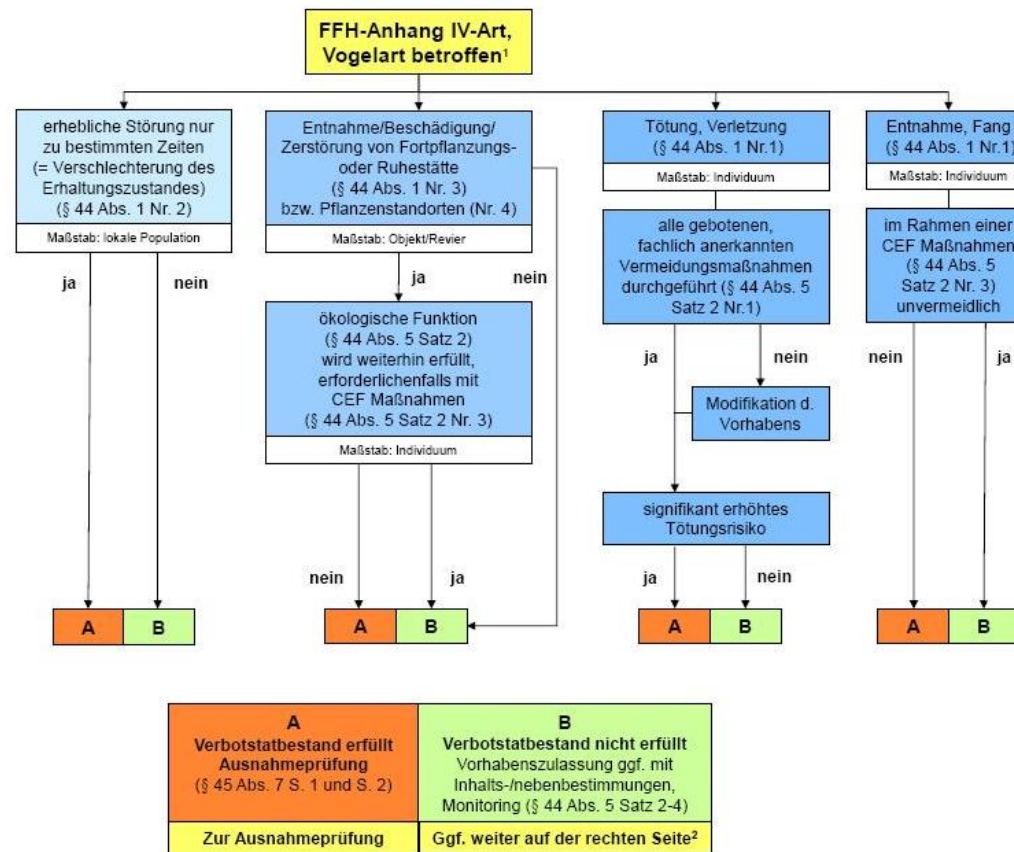 FFH-Anhang IV-Art,
Vogelart betroffen¹
erhebliche Störung nur
zu bestimmten Zeiten
(= Verschlechterung des
Erhaltungszustandes)
(§ 44 Abs. 1 Nr. 2)
Maßstab: lokale Population
ja
nein
A
B
Entnahme/Beschädigung/
Zerstörung von Fortpflanzungs-
oder Ruhestätte
(§ 44 Abs. 1 Nr. 3)
bzw. Pflanzenstandorten (Nr. 4)
Maßstab: Objekt/Revier
ja
nein
ökologische Funktion
(§ 44 Abs. 5 Satz 2)
wird weiterhin erfüllt,
erforderlichenfalls mit
CEF Maßnahmen
(§ 44 Abs. 5 Satz 2 Nr. 3)
Maßstab: Individuum
nein
ja
A
B
Tötung, Verletzung
(§ 44 Abs. 1 Nr.1)
Maßstab: Individuum
alle gebotenen,
fachlich anerkannten
Vermeidungsmaßnahmen
durchgeführt (§ 44 Abs. 5
Satz 2 Nr.1)
ja
nein
Modifikation d.
Vorhabens
signifikant erhöhtes
Tötungsrisiko
ja
nein
A
B
Entnahme, Fang
(§ 44 Abs. 1 Nr.1)
Maßstab: Individuum
im Rahmen einer
CEF Maßnahmen
(§ 44 Abs. 5
Satz 2 Nr. 3)
unvermeidlich
nein
ja
A
B
A
Verbotstatbestand erfüllt
Ausnahmeprüfung
(§ 45 Abs. 7 S. 1 und S. 2)
Zur Ausnahmeprüfung
B
Verbotstatbestand nicht erfüllt
Vorhabenszulassung ggf. mit
Inhalts-/nebenbestimmungen,
Monitoring (§ 44 Abs. 5 Satz 2-4)
Ggf. weiter auf der rechten Seite²